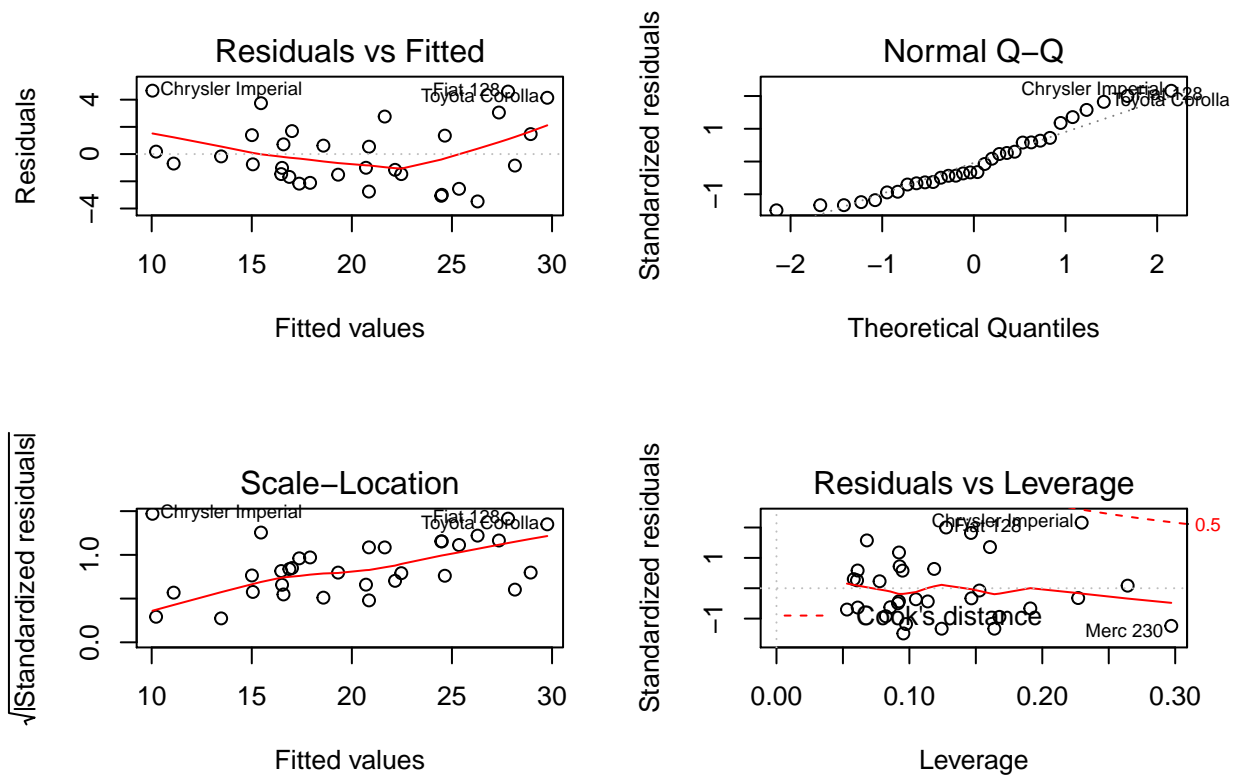 Residuals vs Fitted
Residuals
4
0
−4
Chrysler Imperial
Fiat 128
Toyota Corolla
10 15 20 25 30
Fitted values
Normal Q−Q
Standardized residuals
1
−1
Chrysler Imperial
Fiat 128
Toyota Corolla
−2 −1 0 1 2
Theoretical Quantiles
Scale−Location
√|Standardized residuals|
1.0
0.0
Chrysler Imperial
Fiat 128
Toyota Corolla
10 15 20 25 30
Fitted values
Residuals vs Leverage
Standardized residuals
1
−1
Chrysler Imperial
Fiat 128
0.5
Cook's distance
Merc 230
0.00 0.10 0.20 0.30
Leverage